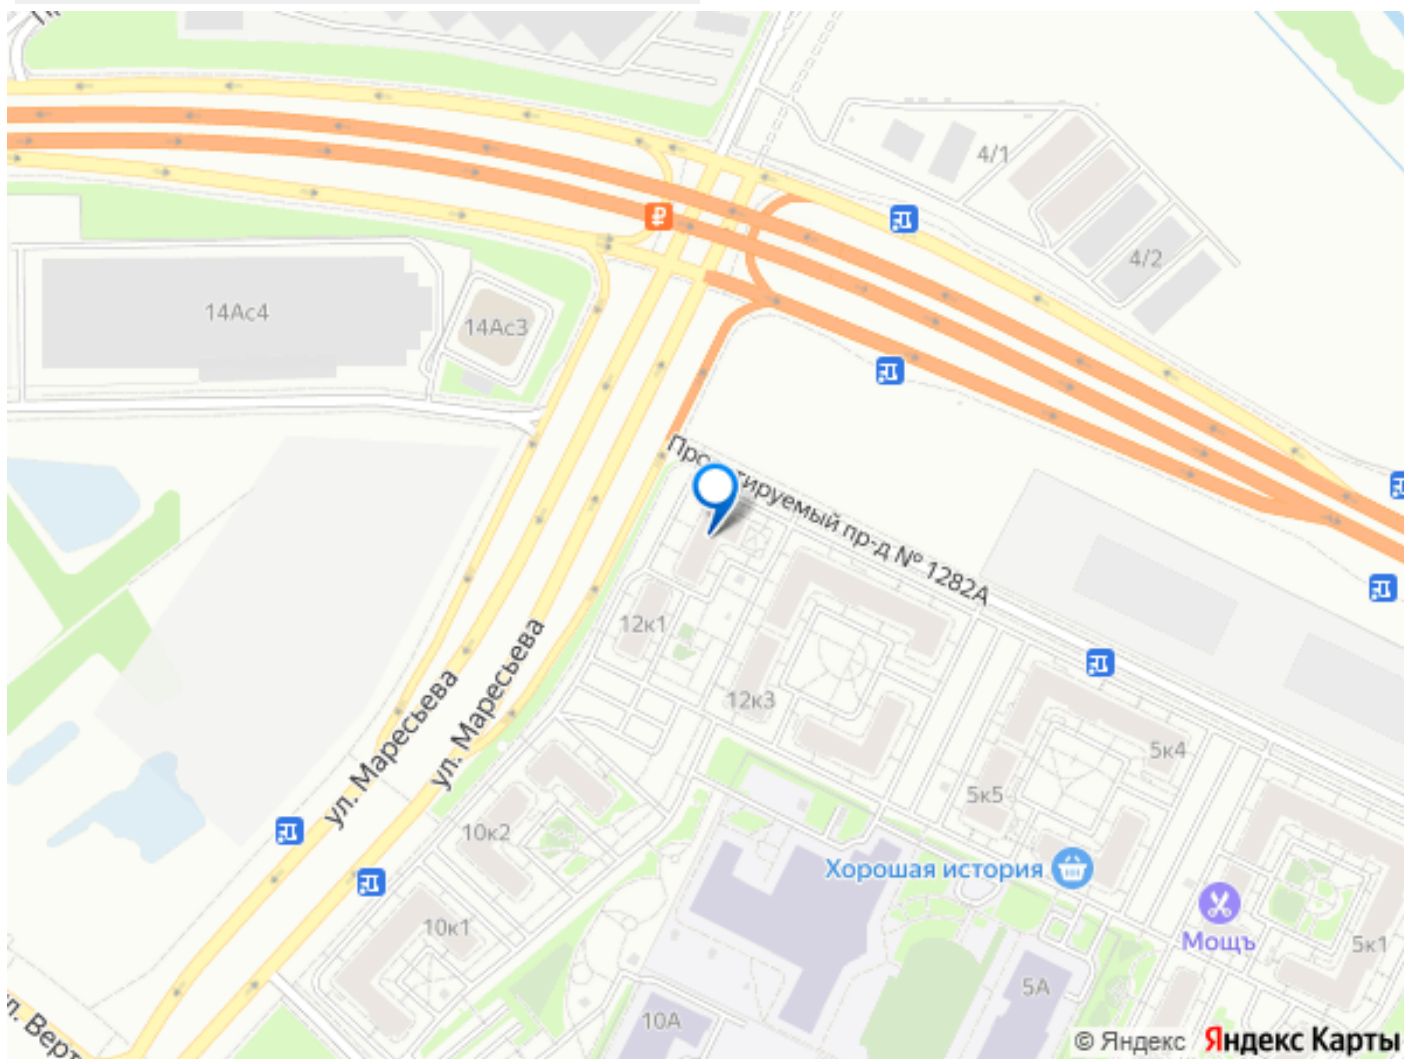 4/1
4/2
₽
14Ас4
14Ас3
Проектируемый пр-д № 1282А
12к1
12к3
ул. Маресьева
ул. Маресьева
5к4
5к5
10к2
Хорошая история
10к1
Мощъ
5к1
5А
10А
© Яндекс Яндекс Карты